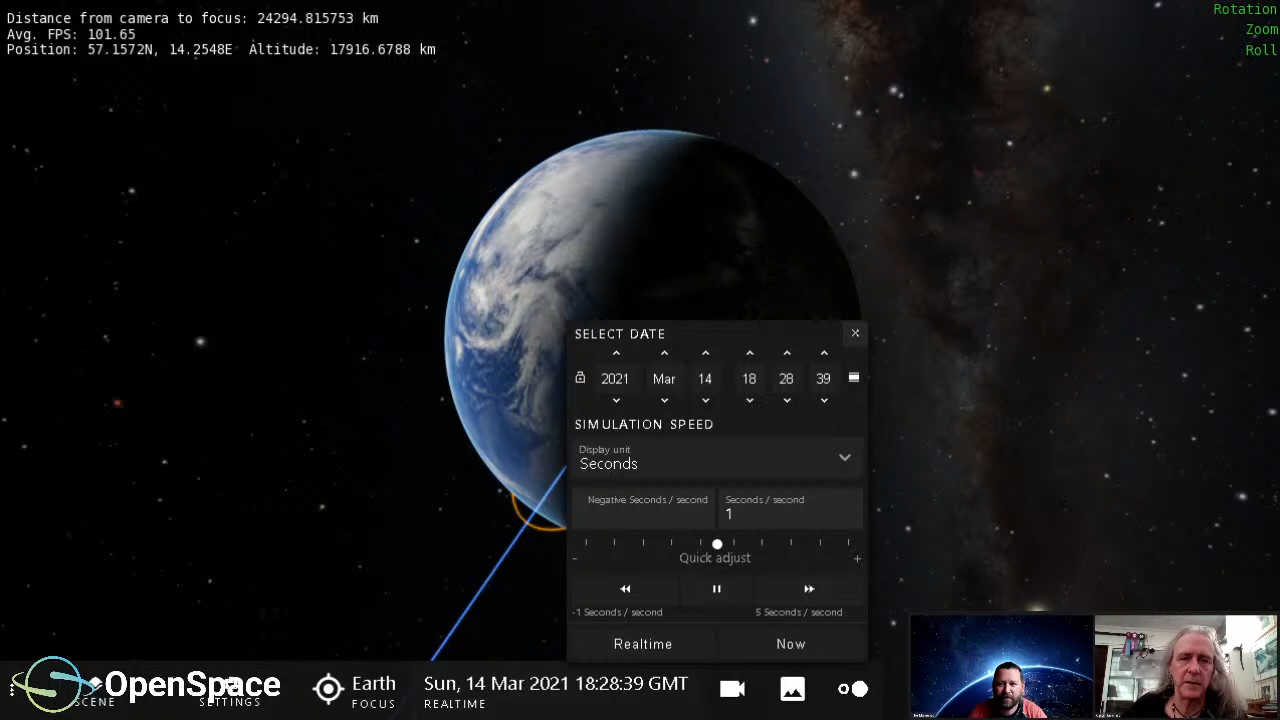 Distance from camera to focus: 24294.815753 km
Avg. FPS: 101.65
Position: 57.1572N, 14.2548E  Altitude: 17916.6788 km
Rotation
Zoom
Roll
SELECT DATE
2021 Mar 14 18 28 39
SIMULATION SPEED
Display unit
Seconds
Negative Seconds / second
Seconds / second
1
- Quick adjust +
-1 Seconds / second
5 Seconds / second
Realtime
Now
OpenSpace
SCENE
SETTINGS
Earth
FOCUS
Sun, 14 Mar 2021 18:28:39 GMT
REALTIME